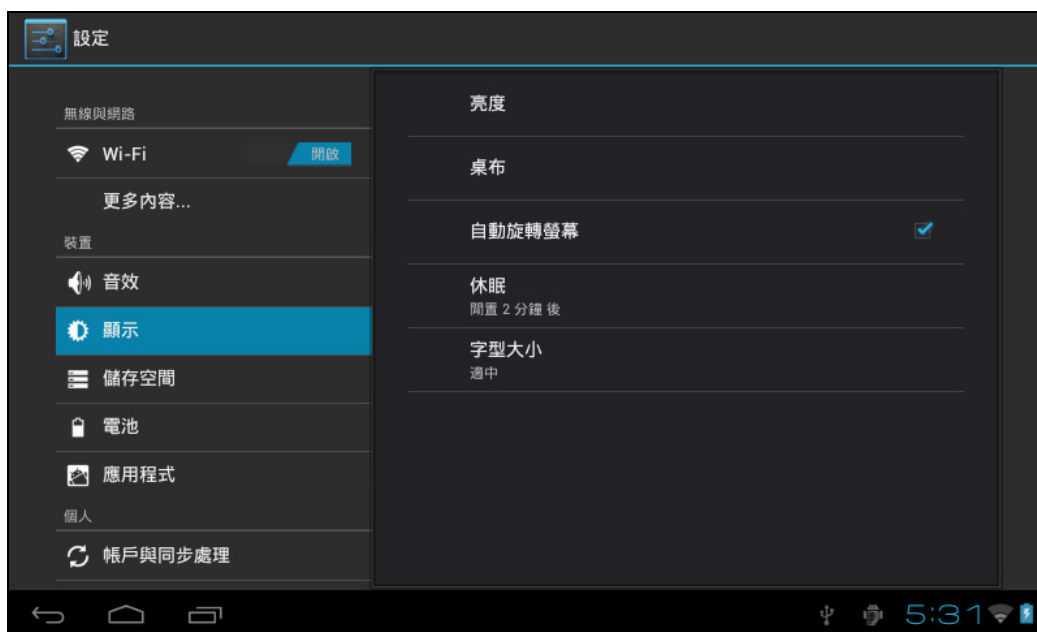 設定
無線與網路
Wi-Fi 開啟
更多內容...
裝置
音效
顯示
儲存空間
電池
應用程式
個人
帳戶與同步處理
亮度
桌布
自動旋轉螢幕
休眠
閒置 2 分鐘 後
字型大小
適中
5:31